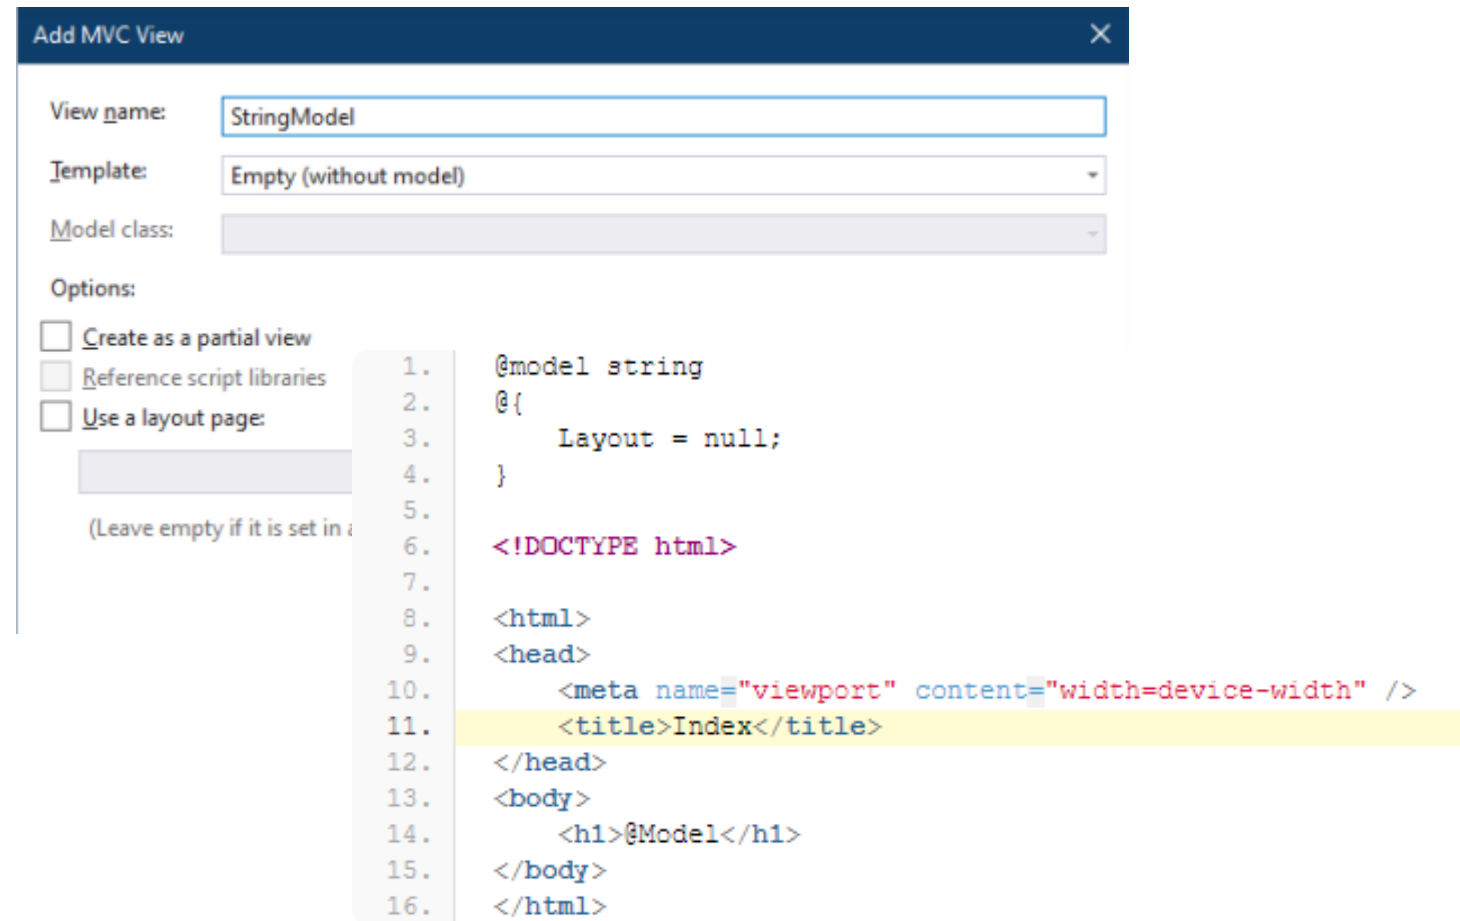 Add MVC View
View name:
StringModel
Template:
Empty (without model)
Model class:
Options:
Create as a partial view
Reference script libraries
Use a layout page:
(Leave empty if it is set in a
1. @model string
2. @{
3.     Layout = null;
4. }
5.
6. <!DOCTYPE html>
7.
8. <html>
9. <head>
10.     <meta name="viewport" content="width=device-width" />
11.     <title>Index</title>
12. </head>
13. <body>
14.     <h1>@Model</h1>
15. </body>
16. </html>